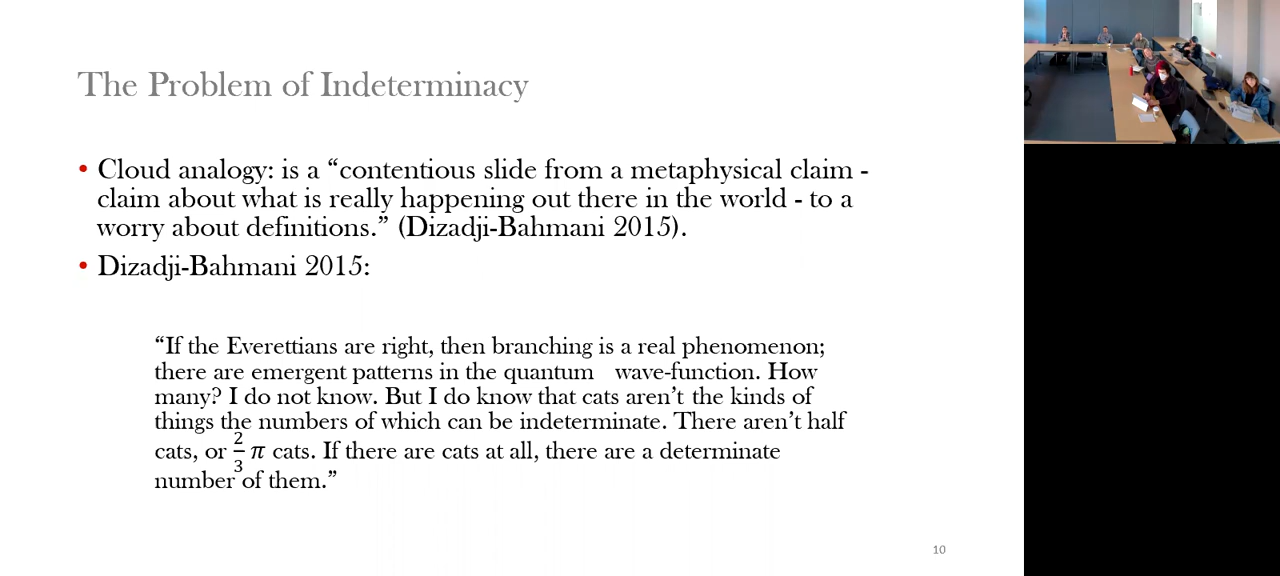 The Problem of Indeterminacy
• Cloud analogy: is a “contentious slide from a metaphysical claim -
claim about what is really happening out there in the world - to a
worry about definitions.” (Dizadji-Bahmani 2015).
• Dizadji-Bahmani 2015:
“If the Everettians are right, then branching is a real phenomenon;
there are emergent patterns in the quantum wave-function. How
many? I do not know. But I do know that cats aren’t the kinds of
things the numbers of which can be indeterminate. There aren’t half
cats, or 2/3 π cats. If there are cats at all, there are a determinate
number of them.”
10